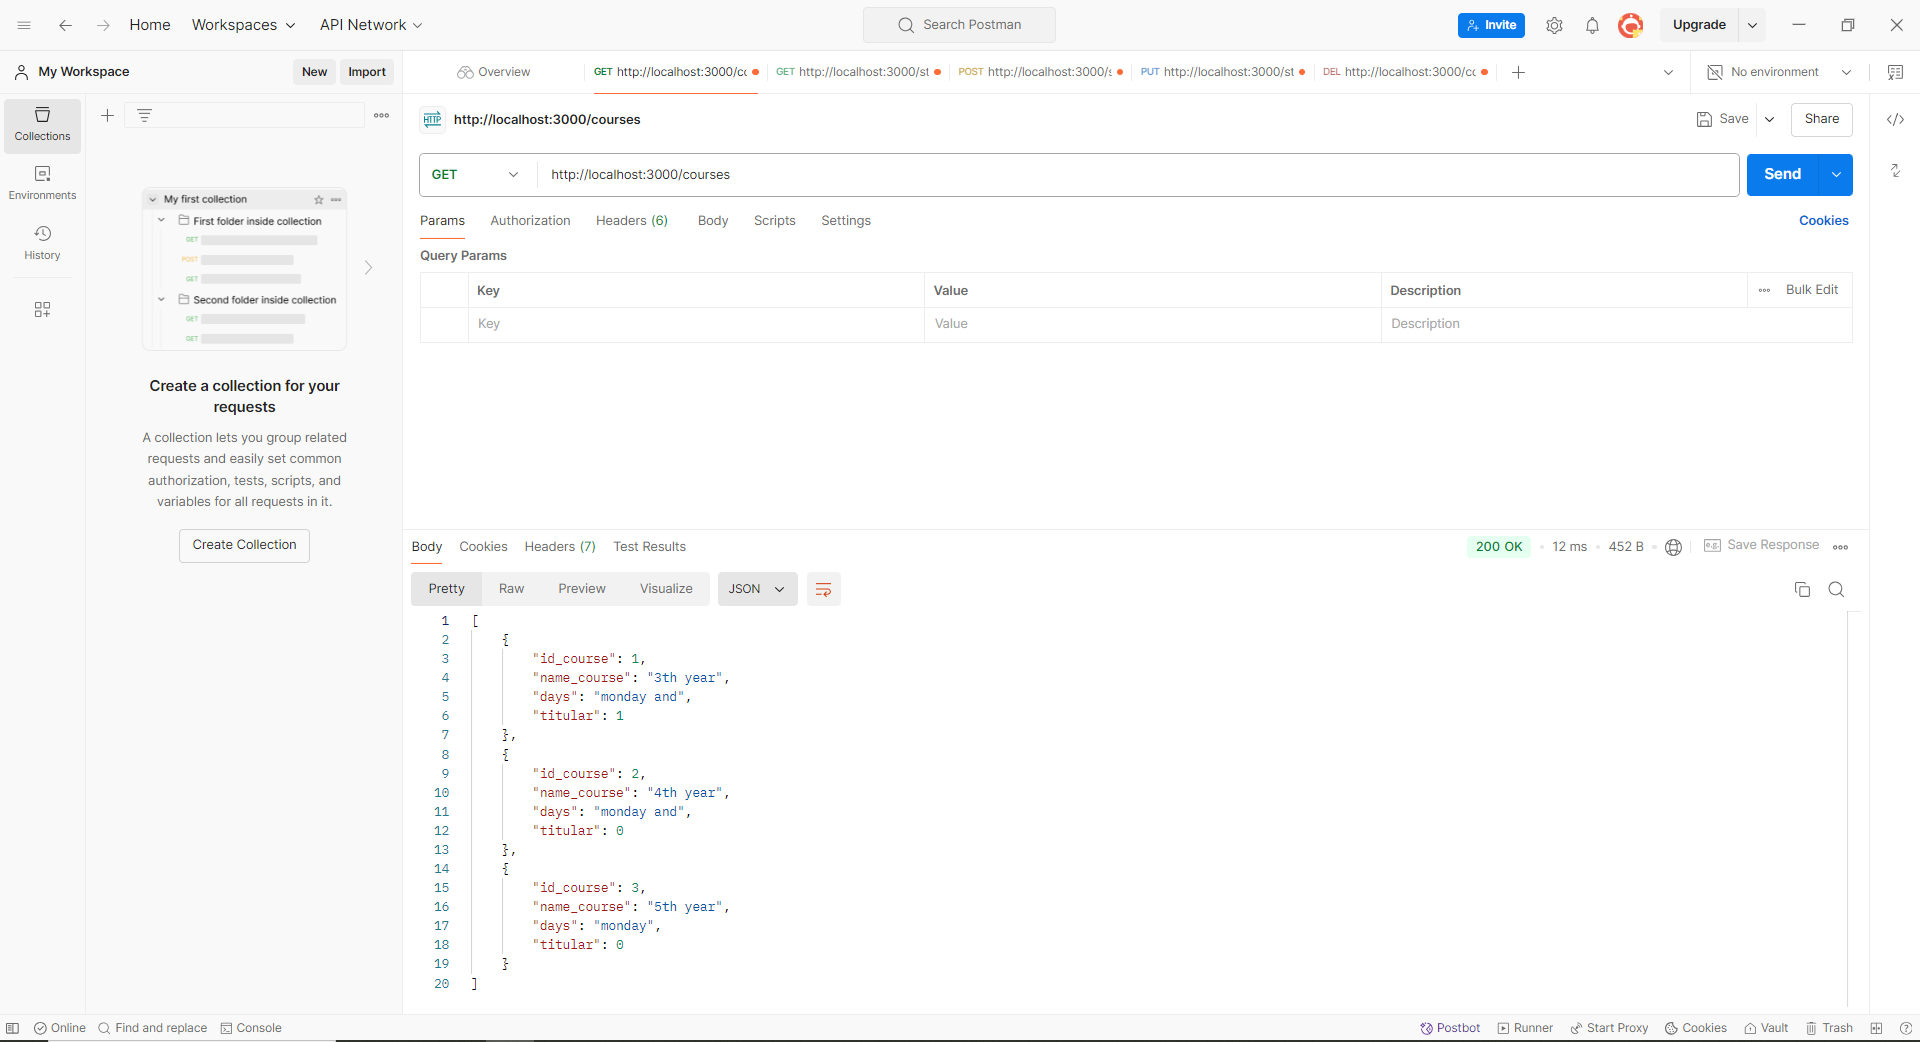 Home Workspaces API Network Search Postman Invite Upgrade
My Workspace New Import
Overview GET http://localhost:3000/cc GET http://localhost:3000/st POST http://localhost:3000/s PUT http://localhost:3000/st DEL http://localhost:3000/cc No environment
HTTP http://localhost:3000/courses Save Share
Collections
Environments
History
My first collection
First folder inside collection
GET
POST
GET
Second folder inside collection
GET
GET
Create a collection for your
requests
A collection lets you group related
requests and easily set common
authorization, tests, scripts, and
variables for all requests in it.
Create Collection
GET http://localhost:3000/courses Send
Params Authorization Headers (6) Body Scripts Settings Cookies
Query Params
Key Value Description Bulk Edit
Key Value Description
Body Cookies Headers (7) Test Results 200 OK 12 ms 452 B e.g. Save Response
Pretty Raw Preview Visualize JSON
1 [
2 {
3 "id_course": 1,
4 "name_course": "3th year",
5 "days": "monday and",
6 "titular": 1
7 },
8 {
9 "id_course": 2,
10 "name_course": "4th year",
11 "days": "monday and",
12 "titular": 0
13 },
14 {
15 "id_course": 3,
16 "name_course": "5th year",
17 "days": "monday",
18 "titular": 0
19 }
20 ]
Online Find and replace Console Postbot Runner Start Proxy Cookies Vault Trash